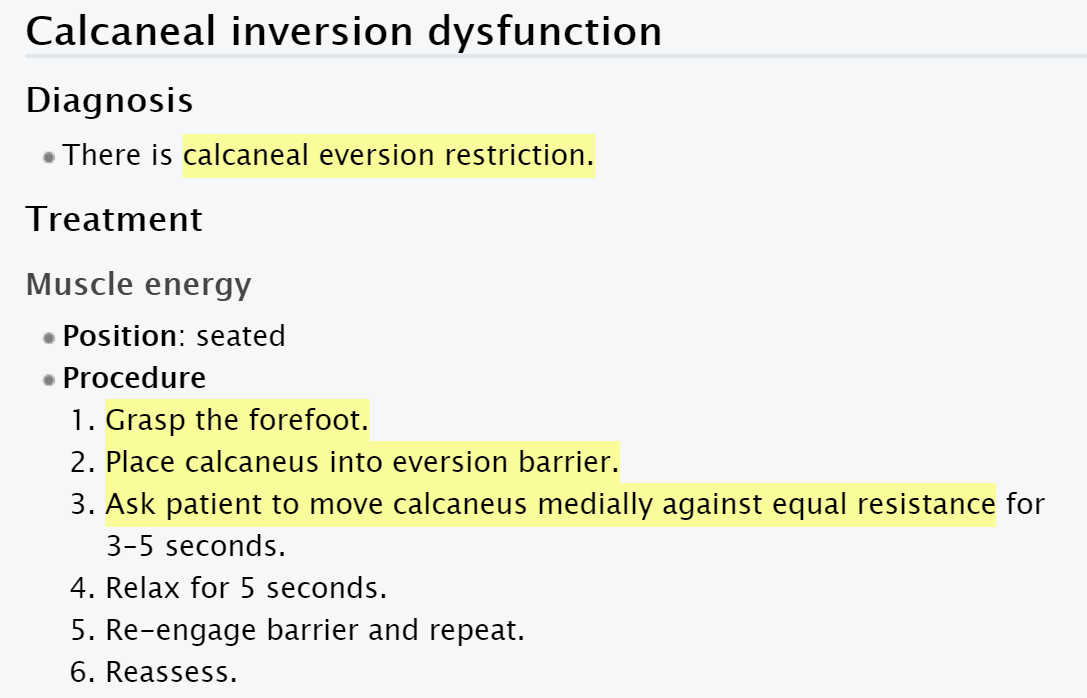 Calcaneal inversion dysfunction
Diagnosis
There is calcaneal eversion restriction.
Treatment
Muscle energy
Position: seated
Procedure
1. Grasp the forefoot.
2. Place calcaneus into eversion barrier.
3. Ask patient to move calcaneus medially against equal resistance for
3–5 seconds.
4. Relax for 5 seconds.
5. Re-engage barrier and repeat.
6. Reassess.